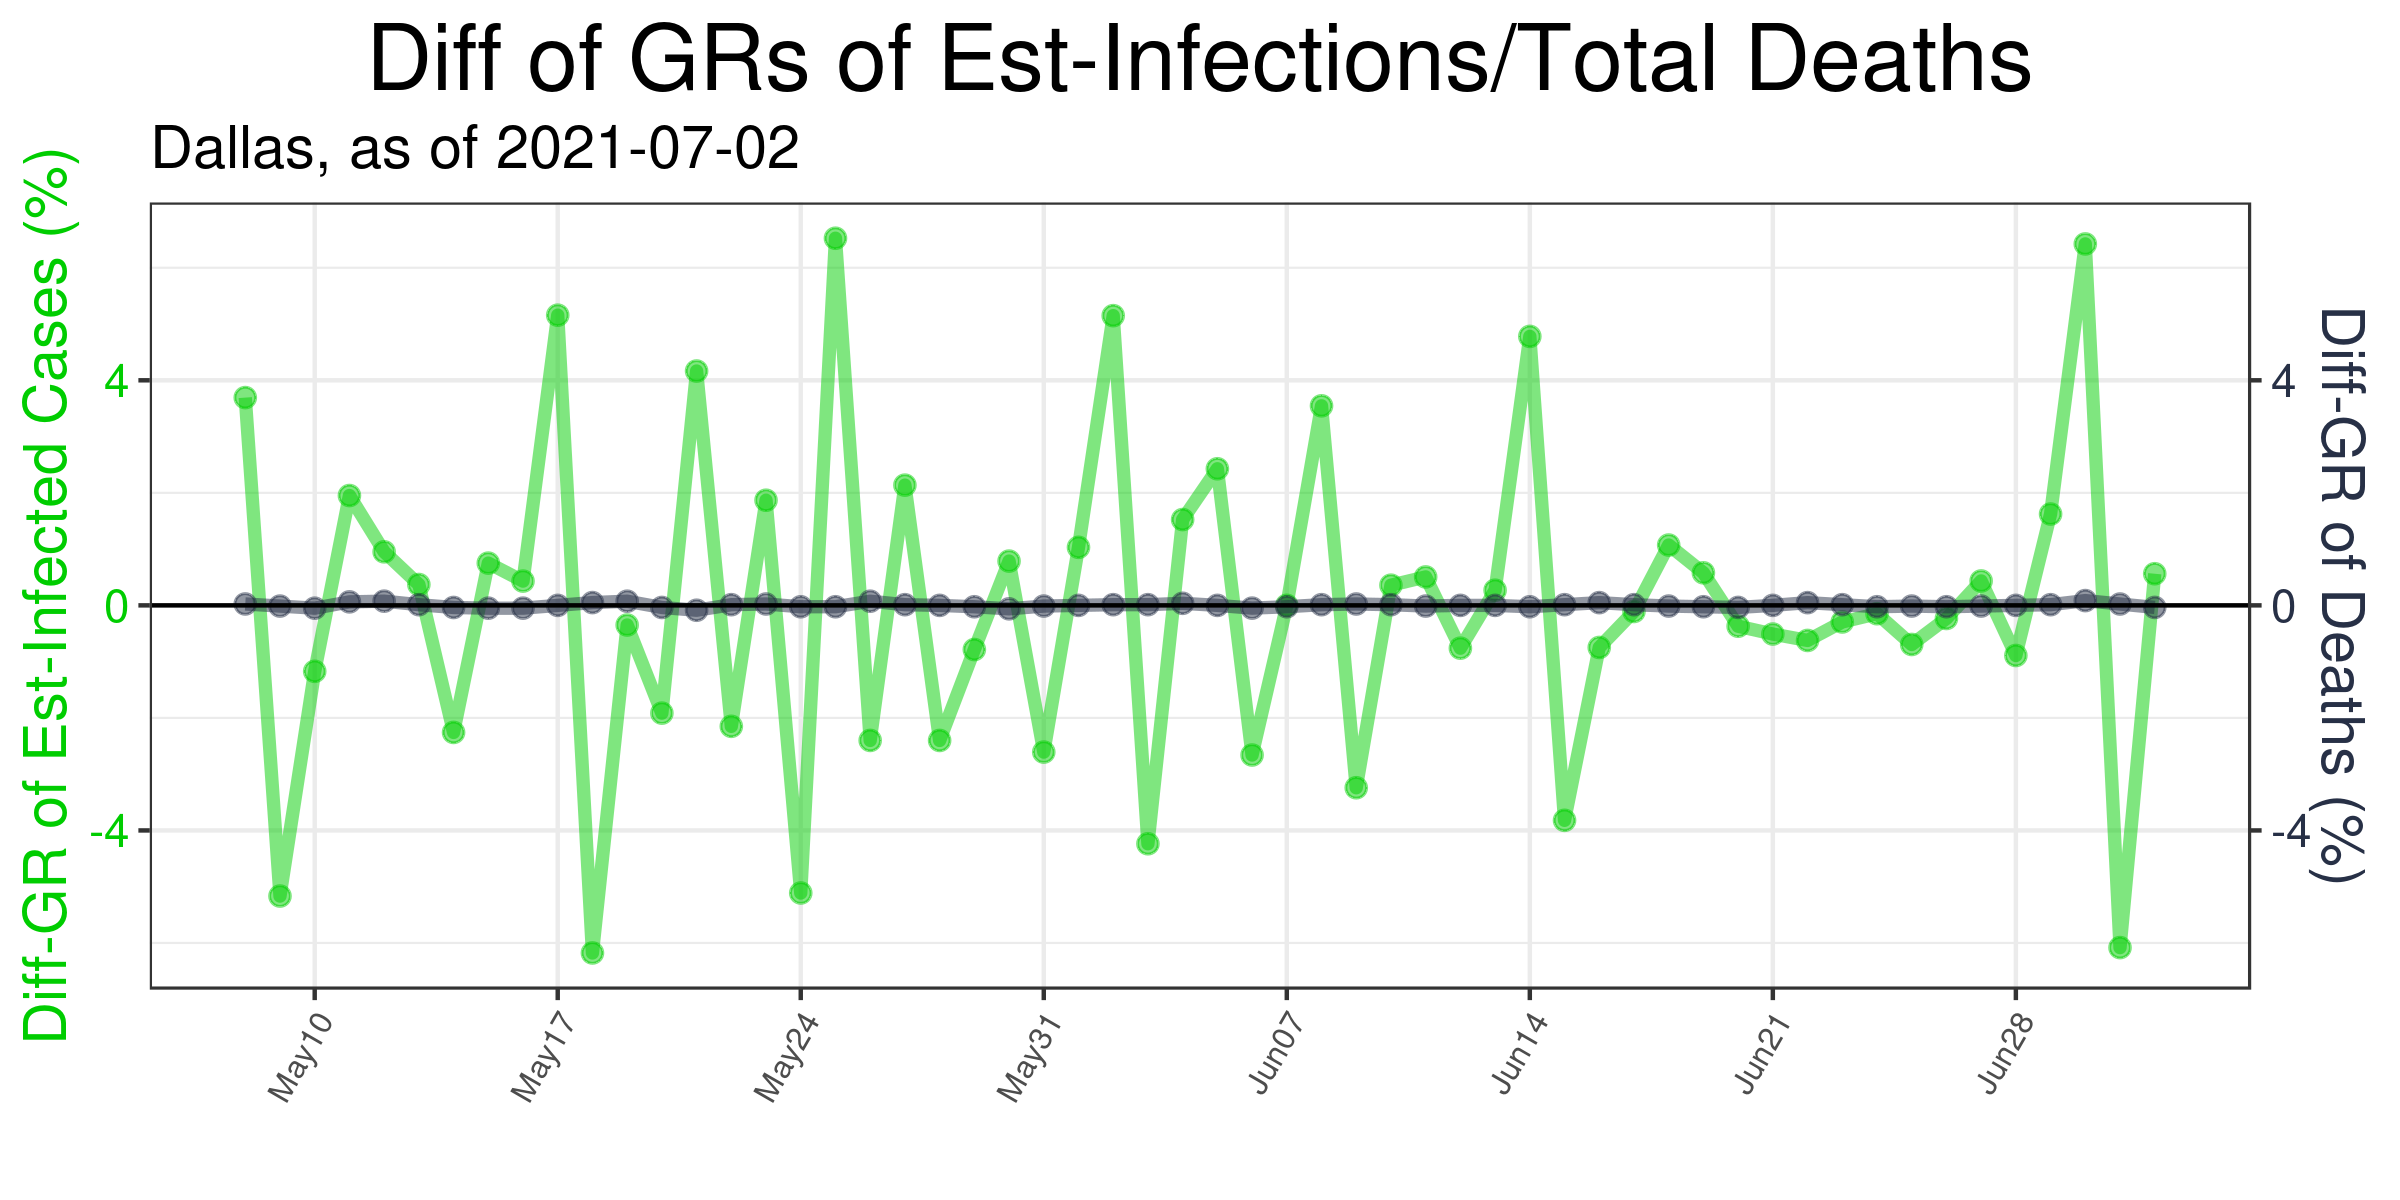 Diff of GRs of Est-Infections/Total Deaths
Dallas, as of 2021-07-02
Diff-GR of Est-Infected Cases (%)
4
0
-4
4
0
-4
Diff-GR of Deaths (%)
May10
May17
May24
May31
Jun07
Jun14
Jun21
Jun28